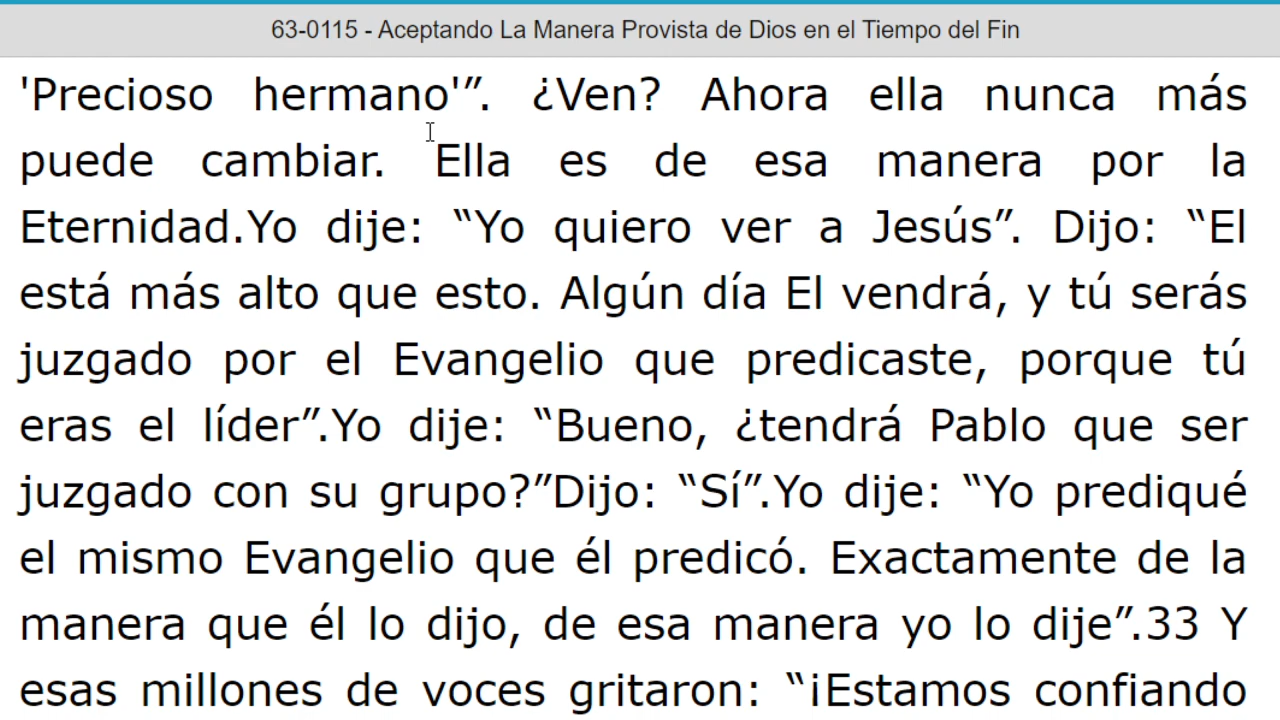 63-0115 - Aceptando La Manera Provista de Dios en el Tiempo del Fin
'Precioso hermano'”. ¿Ven? Ahora ella nunca más
puede cambiar. Ella es de esa manera por la
Eternidad.Yo dije: “Yo quiero ver a Jesús”. Dijo: “El
está más alto que esto. Algún día El vendrá, y tú serás
juzgado por el Evangelio que predicaste, porque tú
eras el líder”.Yo dije: “Bueno, ¿tendrá Pablo que ser
juzgado con su grupo?”Dijo: “Sí”.Yo dije: “Yo prediqué
el mismo Evangelio que él predicó. Exactamente de la
manera que él lo dijo, de esa manera yo lo dije”.33 Y
esas millones de voces gritaron: “¡Estamos confiando